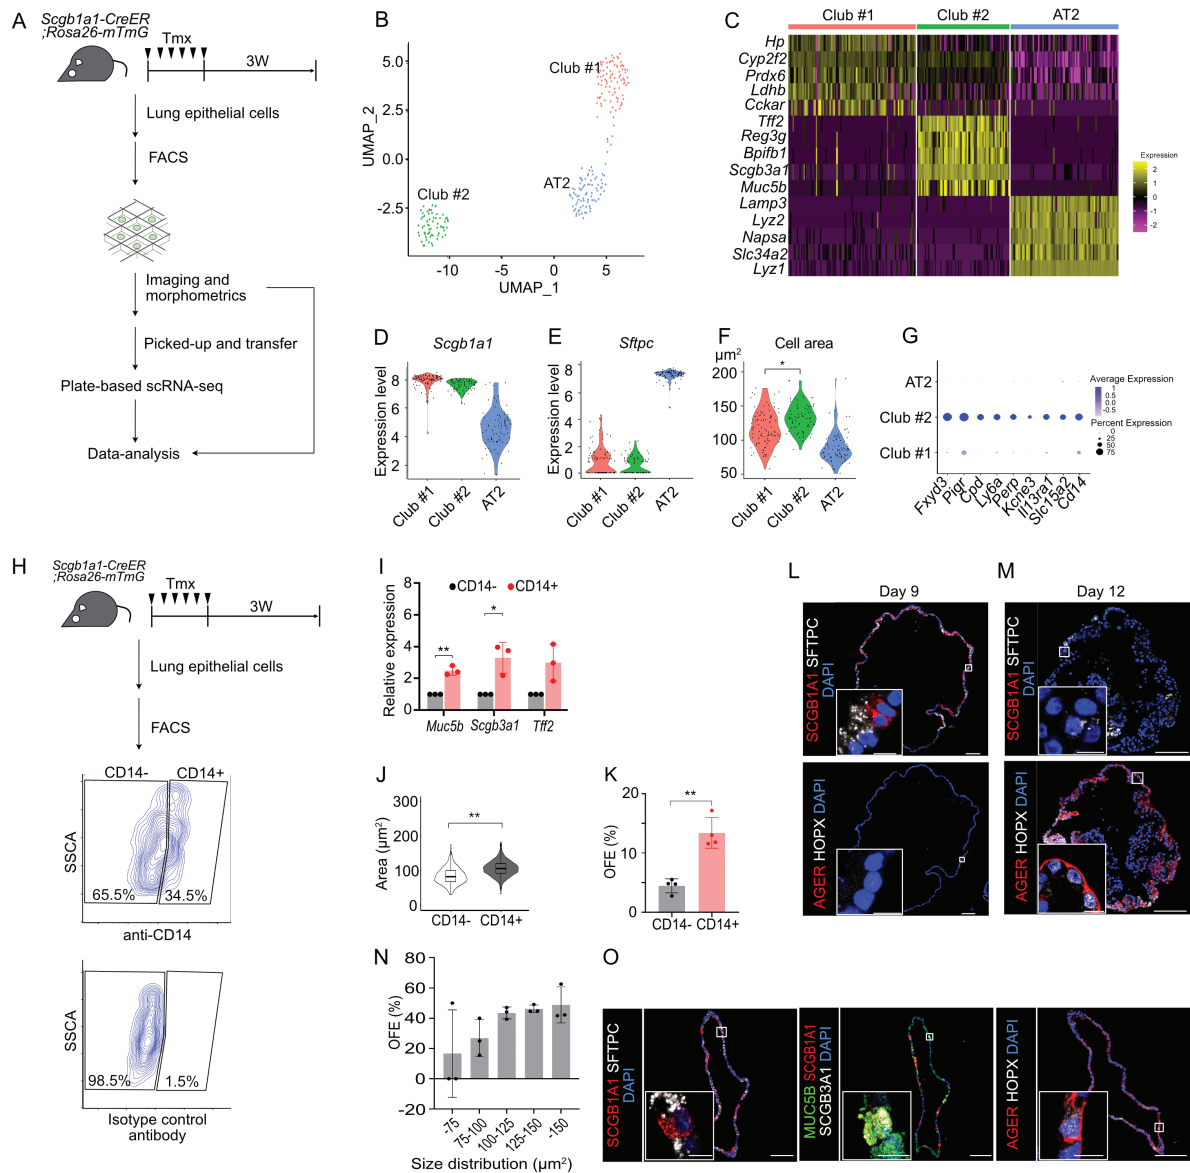 A
Scgb1a1-CreER
;Rosa26-mTmG
Tmx
3W
Lung epithelial cells
FACS
Imaging and
morphometrics
Picked-up and transfer
Plate-based scRNA-seq
Data-analysis
B
UMAP_2
5.0
2.5
0.0
-2.5
Club #1
AT2
Club #2
-10
-5
0
5
UMAP_1
C
Club #1
Club #2
AT2
Hp
Cyp2f2
Prdx6
Ldhb
Cckar
Tff2
Reg3g
Bpifb1
Scgb3a1
Muc5b
Lamp3
Lyz2
Napsa
Slc34a2
Lyz1
Expression
2
1
0
-1
-2
D
Scgb1a1
Expression level
8
6
4
2
Club #1
Club #2
AT2
E
Sftpc
Expression level
8
6
4
2
0
Club #1
Club #2
AT2
F
Cell area
µm²
200
150
100
50
*
Club #1
Club #2
AT2
G
AT2
Club #2
Club #1
Fxyd3
Pigr
Cpd
Ly6a
Perp
Kcne3
Il13ra1
Slc15a2
Cd14
Average Expression
1.0
0.5
0.0
-0.5
Percent Expression
0
25
50
75
H
Scgb1a1-CreER
;Rosa26-mTmG
Tmx
3W
Lung epithelial cells
FACS
CD14- CD14+
SSCA
65.5% 34.5%
anti-CD14
SSCA
98.5% 1.5%
Isotype control
antibody
I
CD14- CD14+
Relative expression
8
6
4
2
0
**
*
Muc5b
Scgb3a1
Tff2
J
Area (µm²)
300
200
100
0
**
CD14-
CD14+
K
OFE (%)
20
10
5
0
**
CD14-
CD14+
L
Day 9
SCGB1A1 SFTPC
DAPI
AGER HOPX DAPI
M
Day 12
SCGB1A1 SFTPC
DAPI
AGER HOPX DAPI
N
OFE (%)
80
60
40
20
0
-20
-75
75-100
100-125
125-150
-150
Size distribution (µm²)
O
SCGB1A1 SFTPC
DAPI
MUC5B SCGB1A1
SCGB3A1 DAPI
AGER HOPX DAPI